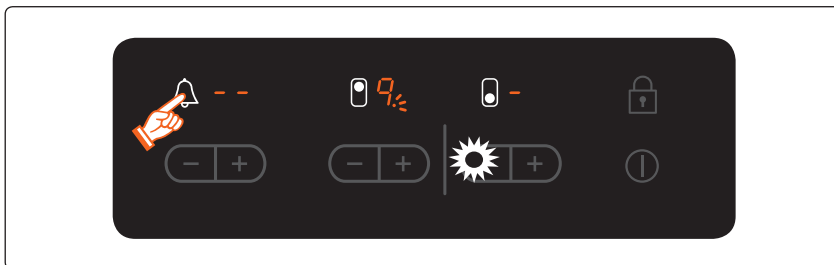 - - 9. -
- + - + +